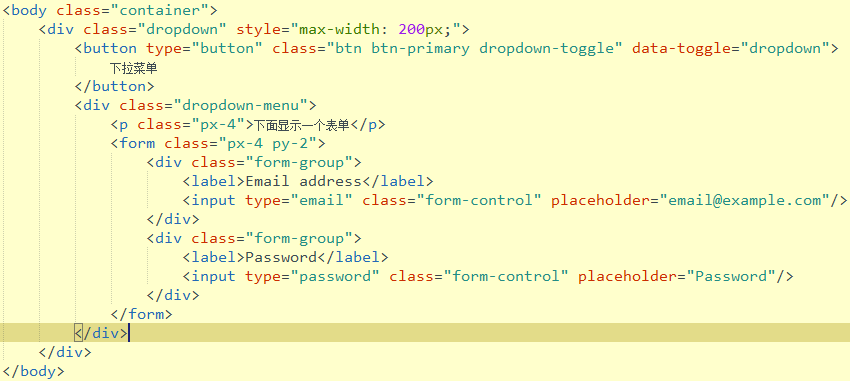 <body class="container">
<div class="dropdown" style="max-width: 200px;">
<button type="button" class="btn btn-primary dropdown-toggle" data-toggle="dropdown">
下拉菜单
</button>
<div class="dropdown-menu">
<p class="px-4">下面显示一个表单</p>
<form class="px-4 py-2">
<div class="form-group">
<label>Email address</label>
<input type="email" class="form-control" placeholder="email@example.com"/>
</div>
<div class="form-group">
<label>Password</label>
<input type="password" class="form-control" placeholder="Password"/>
</div>
</form>
</div>
</div>
</body>